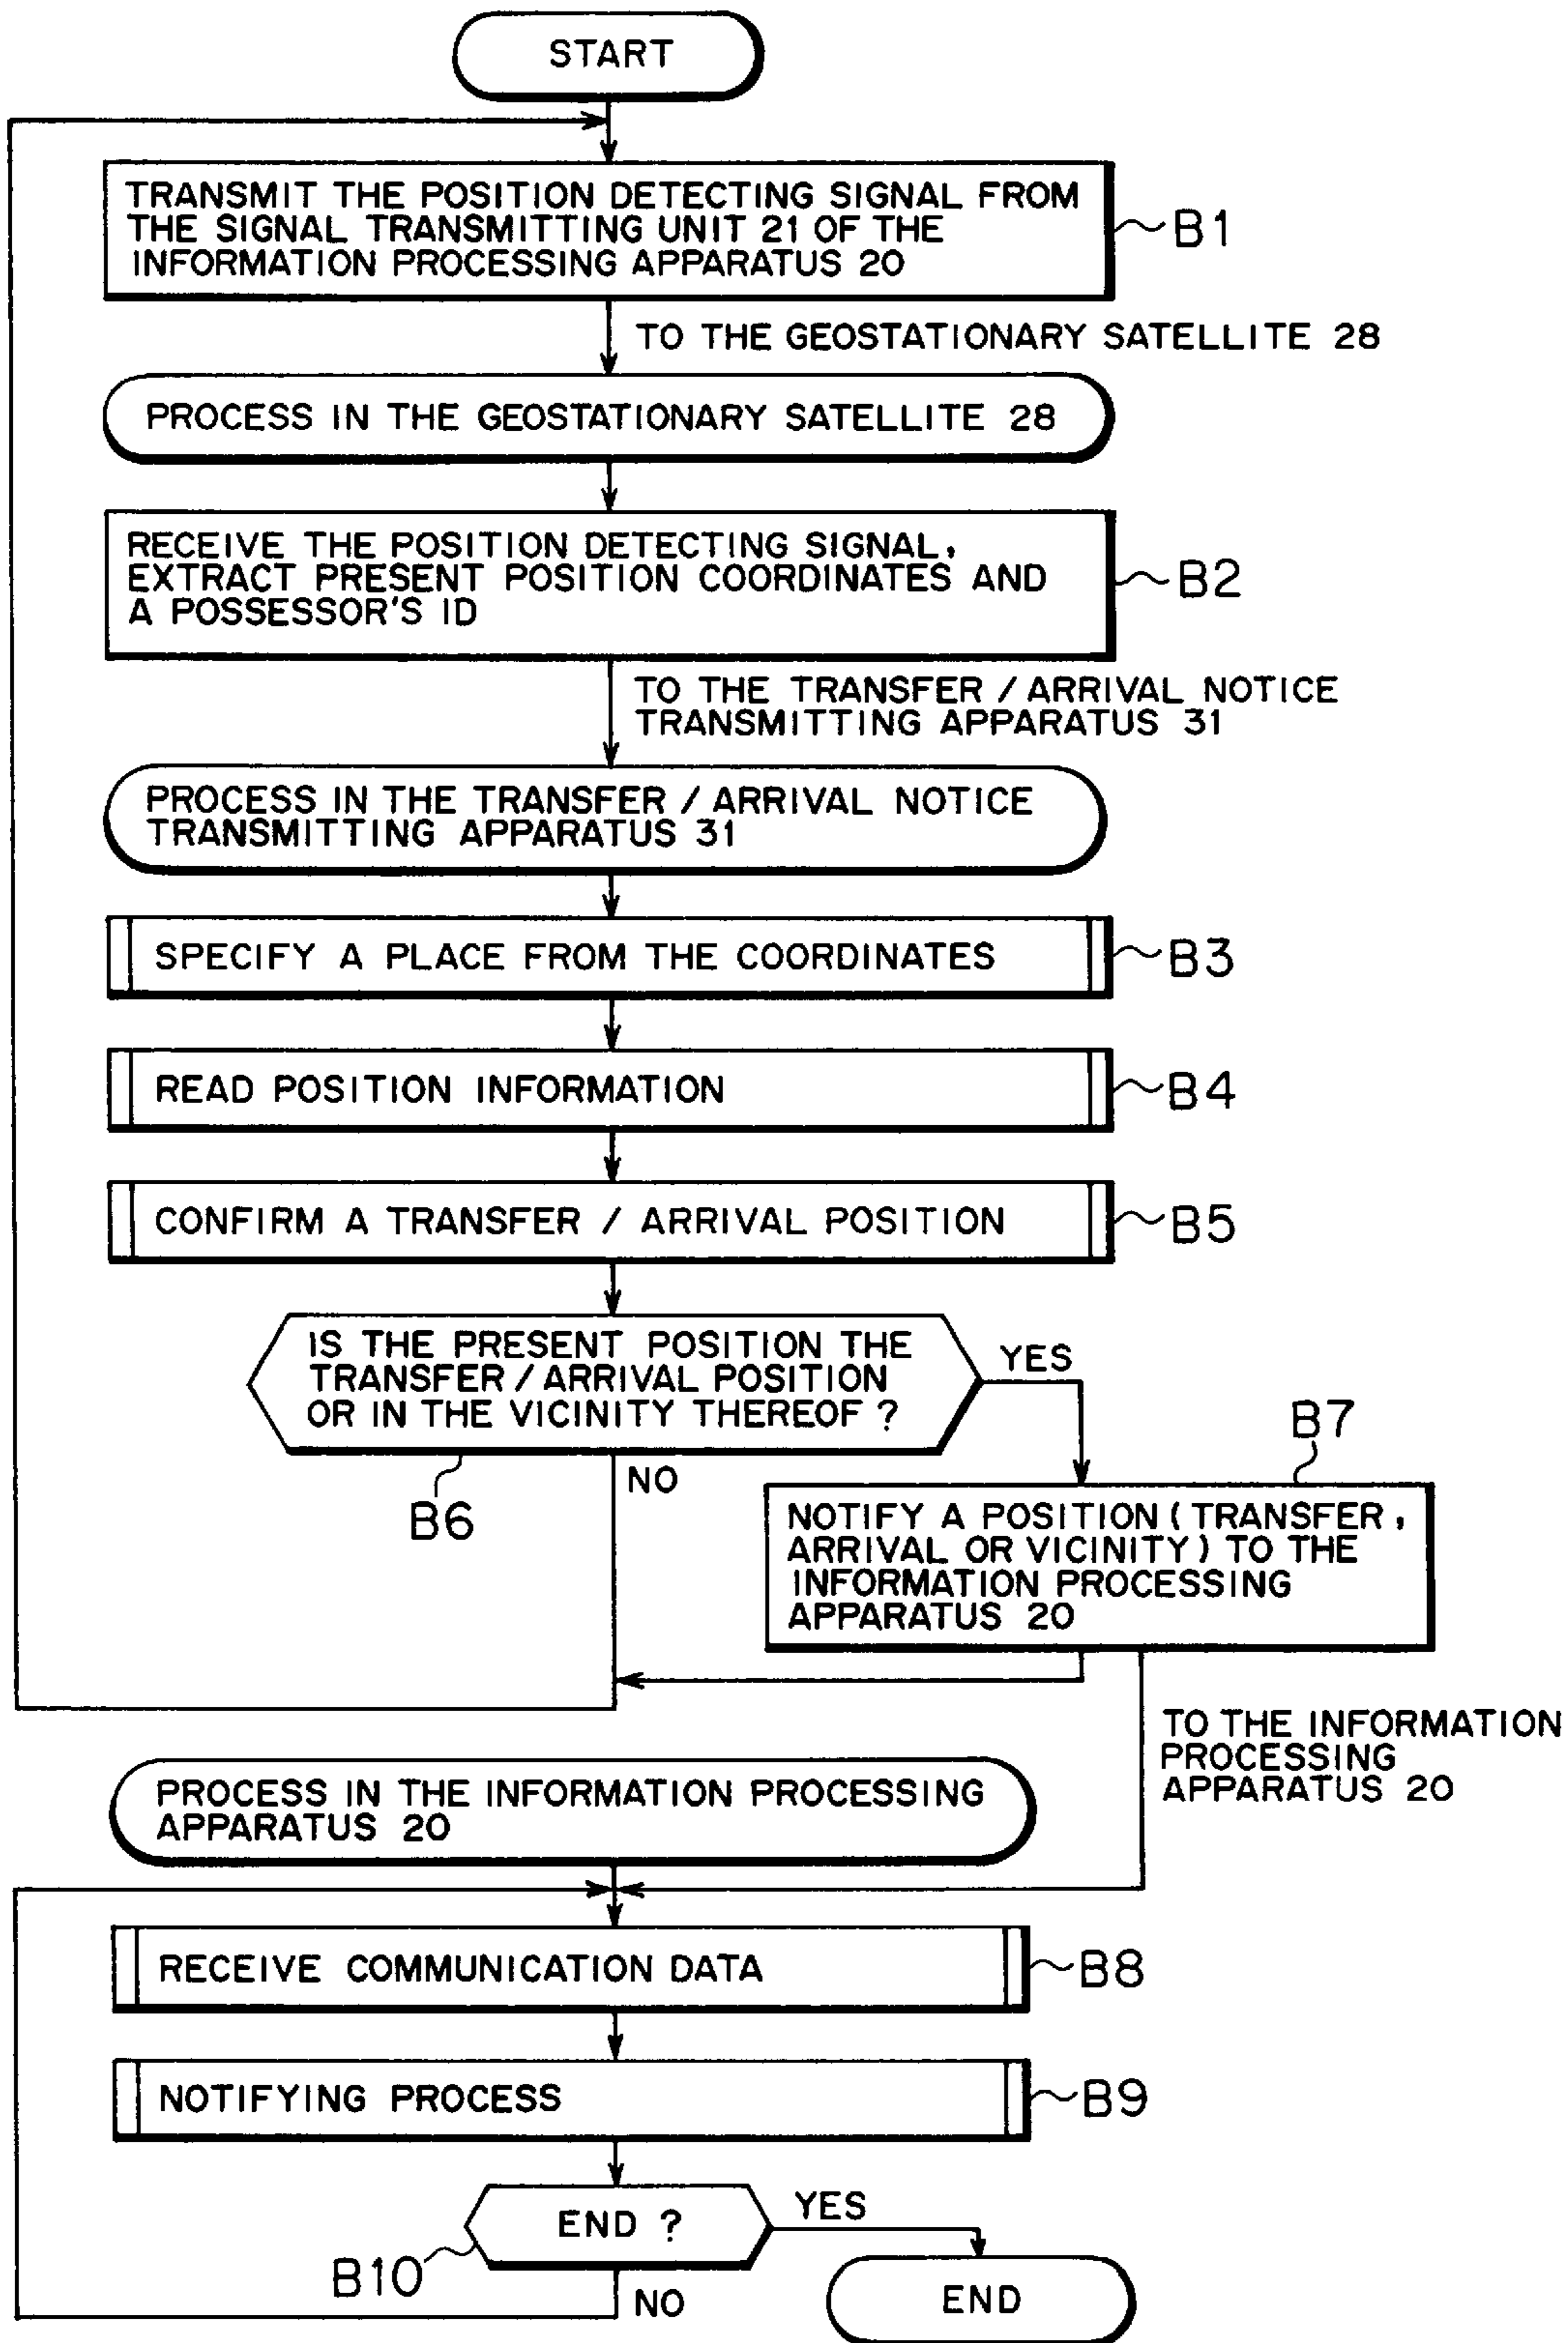 START
TRANSMIT THE POSITION DETECTING SIGNAL FROM
THE SIGNAL TRANSMITTING UNIT 21 OF THE
INFORMATION PROCESSING APPARATUS 20
B1
TO THE GEOSTATIONARY SATELLITE 28
PROCESS IN THE GEOSTATIONARY SATELLITE 28
RECEIVE THE POSITION DETECTING SIGNAL,
EXTRACT PRESENT POSITION COORDINATES AND
A POSSESSOR'S ID
B2
TO THE TRANSFER / ARRIVAL NOTICE
TRANSMITTING APPARATUS 31
PROCESS IN THE TRANSFER / ARRIVAL NOTICE
TRANSMITTING APPARATUS 31
SPECIFY A PLACE FROM THE COORDINATES
B3
READ POSITION INFORMATION
B4
CONFIRM A TRANSFER / ARRIVAL POSITION
B5
IS THE PRESENT POSITION THE
TRANSFER / ARRIVAL POSITION
OR IN THE VICINITY THEREOF ?
YES
B6
NO
B7
NOTIFY A POSITION ( TRANSFER ,
ARRIVAL OR VICINITY ) TO THE
INFORMATION PROCESSING
APPARATUS 20
TO THE INFORMATION
PROCESSING
APPARATUS 20
PROCESS IN THE INFORMATION PROCESSING
APPARATUS 20
RECEIVE COMMUNICATION DATA
B8
NOTIFYING PROCESS
B9
END ?
YES
B10
NO
END